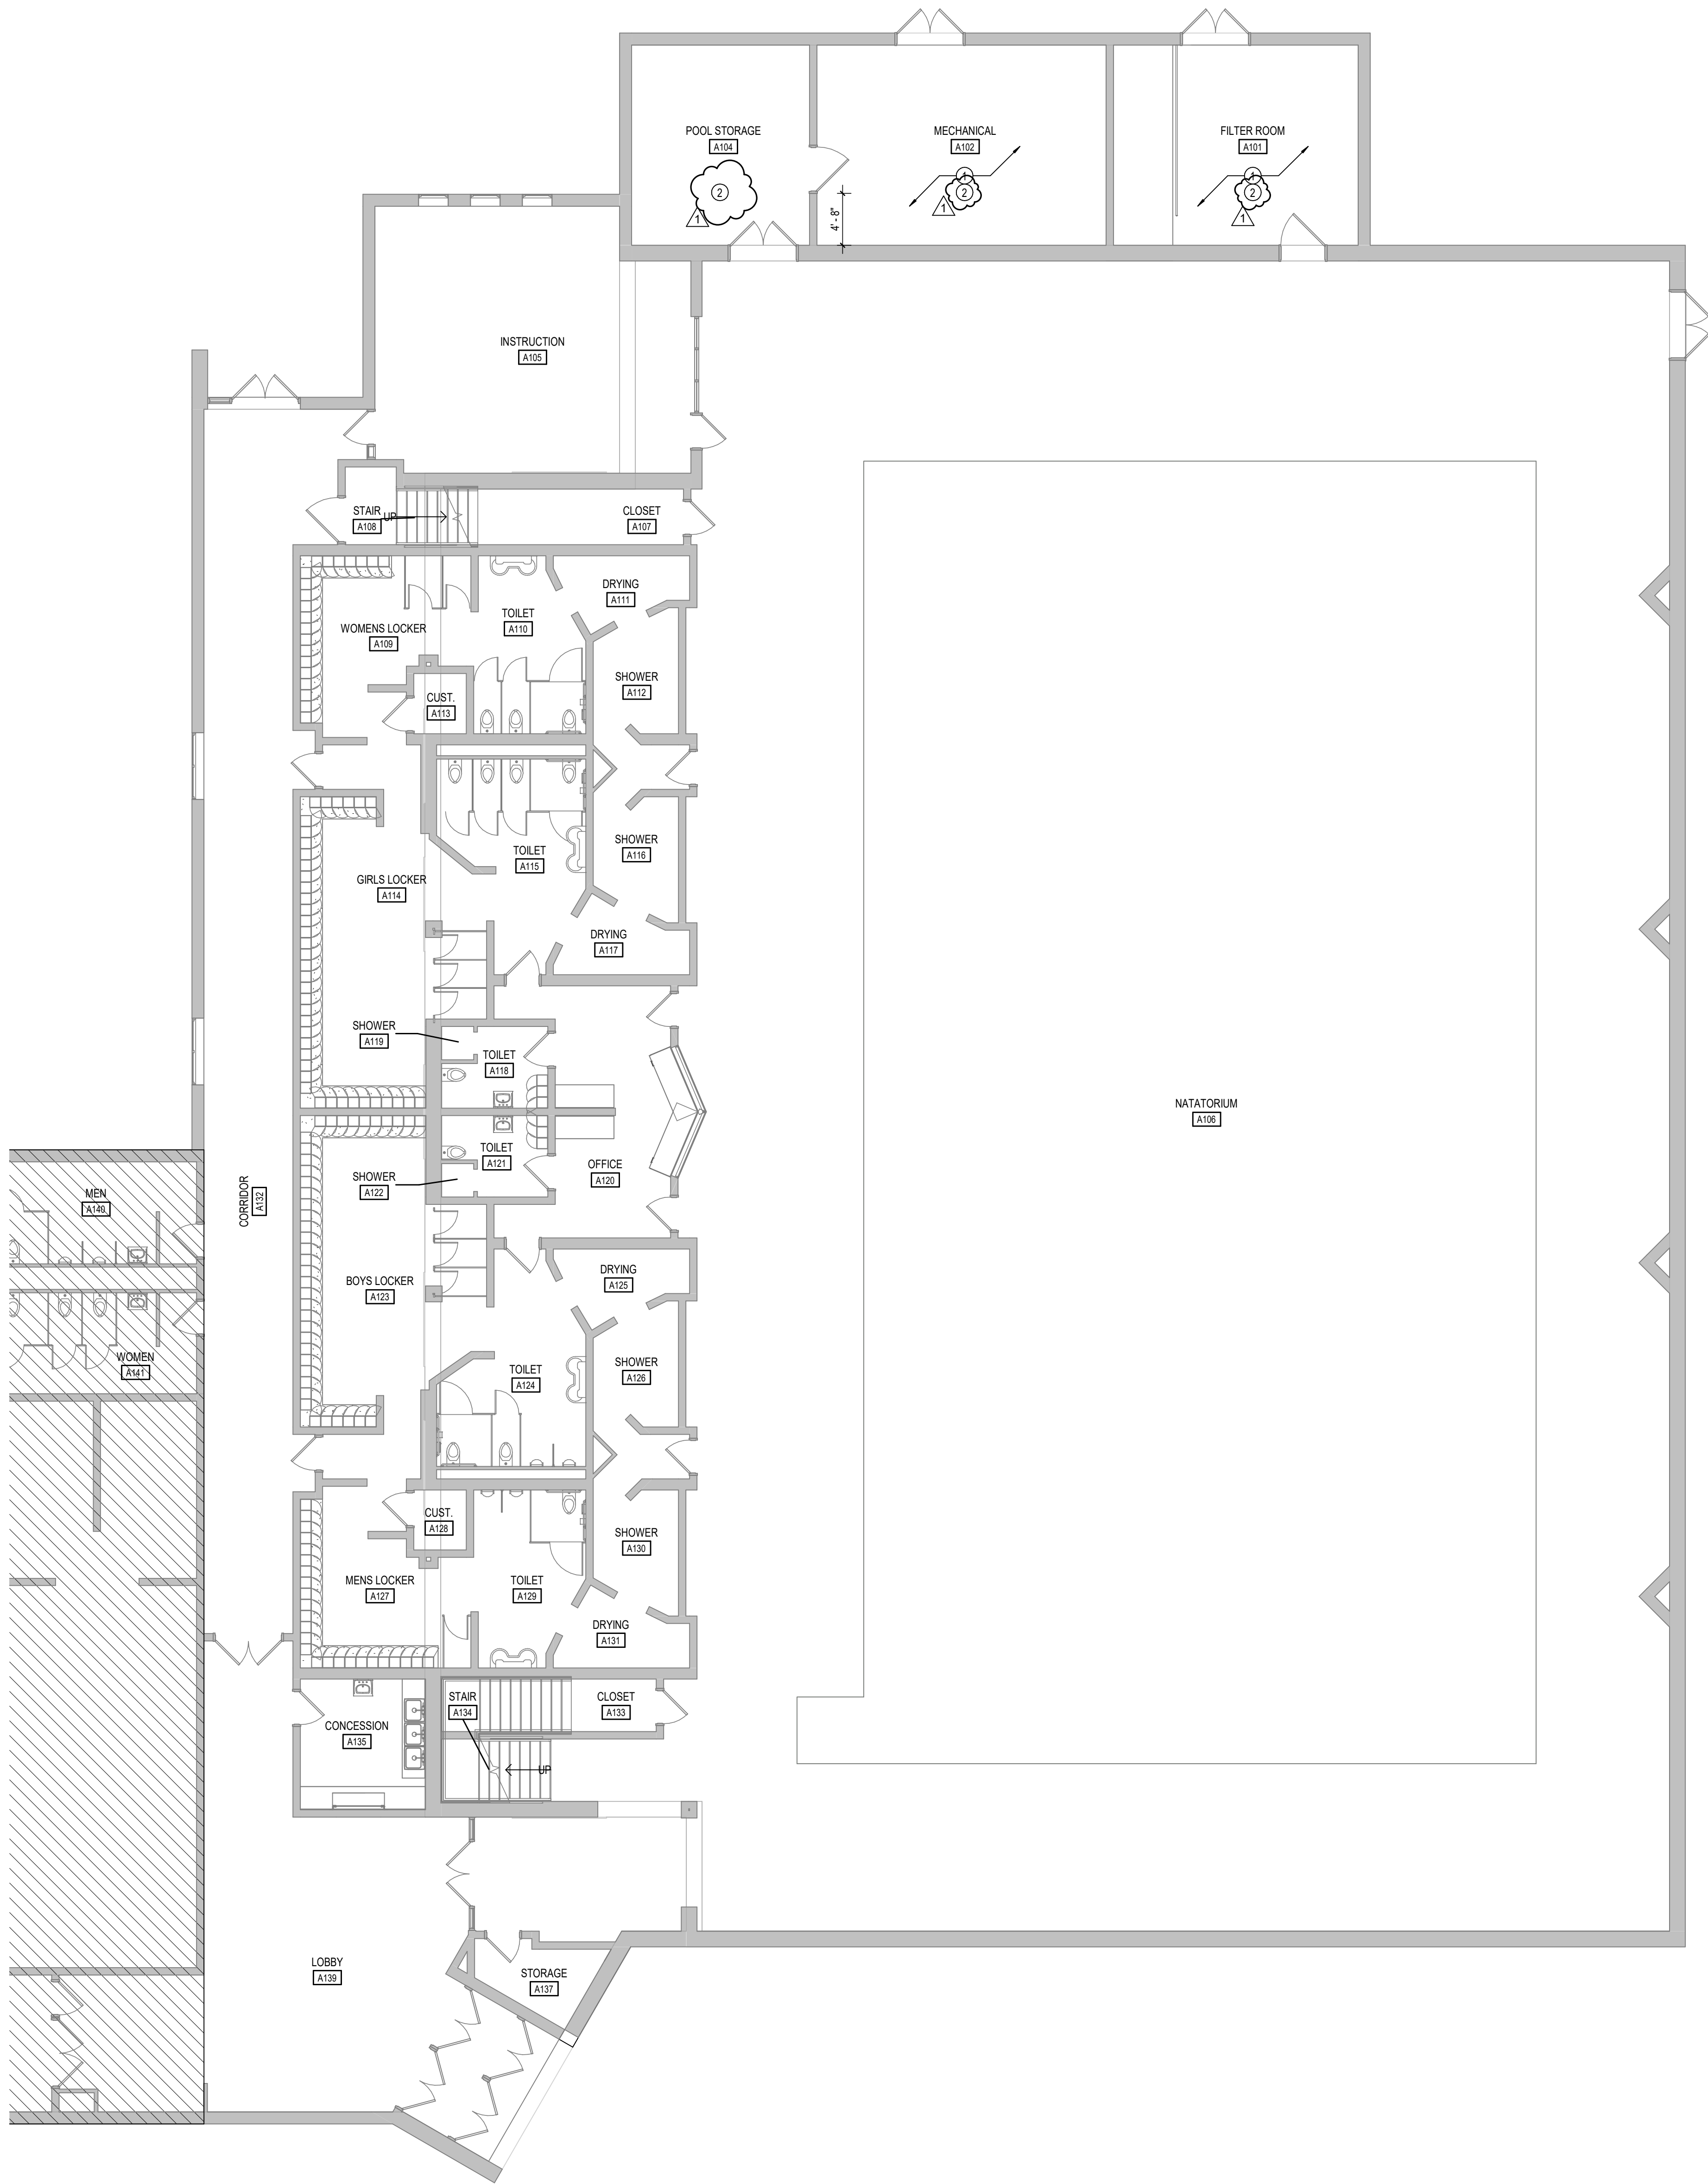 POOL STORAGE
A104
2
1
MECHANICAL
A102
1
2
1
FILTER ROOM
A101
1
2
1
4' - 8"
INSTRUCTION
A105
STAIR
A108
UP
CLOSET
A107
DRYING
A111
TOILET
A110
WOMENS LOCKER
A109
SHOWER
A112
CUST.
A113
SHOWER
A116
TOILET
A115
GIRLS LOCKER
A114
DRYING
A117
SHOWER
A119
TOILET
A118
NATATORIUM
A106
TOILET
A121
OFFICE
A120
SHOWER
A122
MEN
A140
CORRIDOR
A132
BOYS LOCKER
A123
DRYING
A125
WOMEN
A141
TOILET
A124
SHOWER
A126
CUST.
A128
SHOWER
A130
MENS LOCKER
A127
TOILET
A129
DRYING
A131
STAIR
A134
CLOSET
A133
CONCESSION
A135
UP
LOBBY
A139
STORAGE
A137